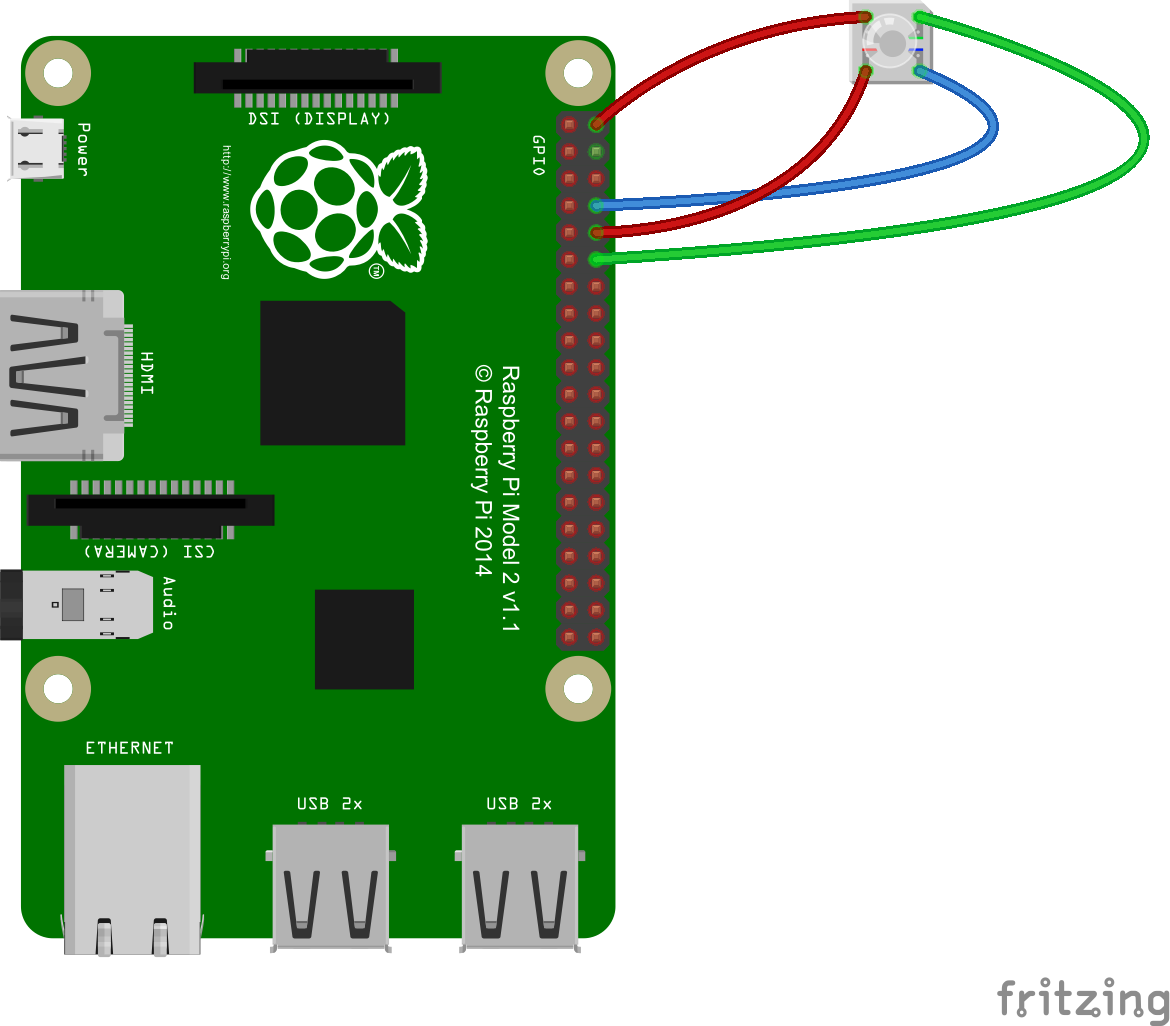 DSI (DISPLAY)
Power
http://www.raspberrypi.org
GPIO
TM
HDMI
Raspberry Pi Model 2 v1.1
© Raspberry Pi 2014
CSI (CAMERA)
Audio
ETHERNET
USB 2x
USB 2x
fritzing